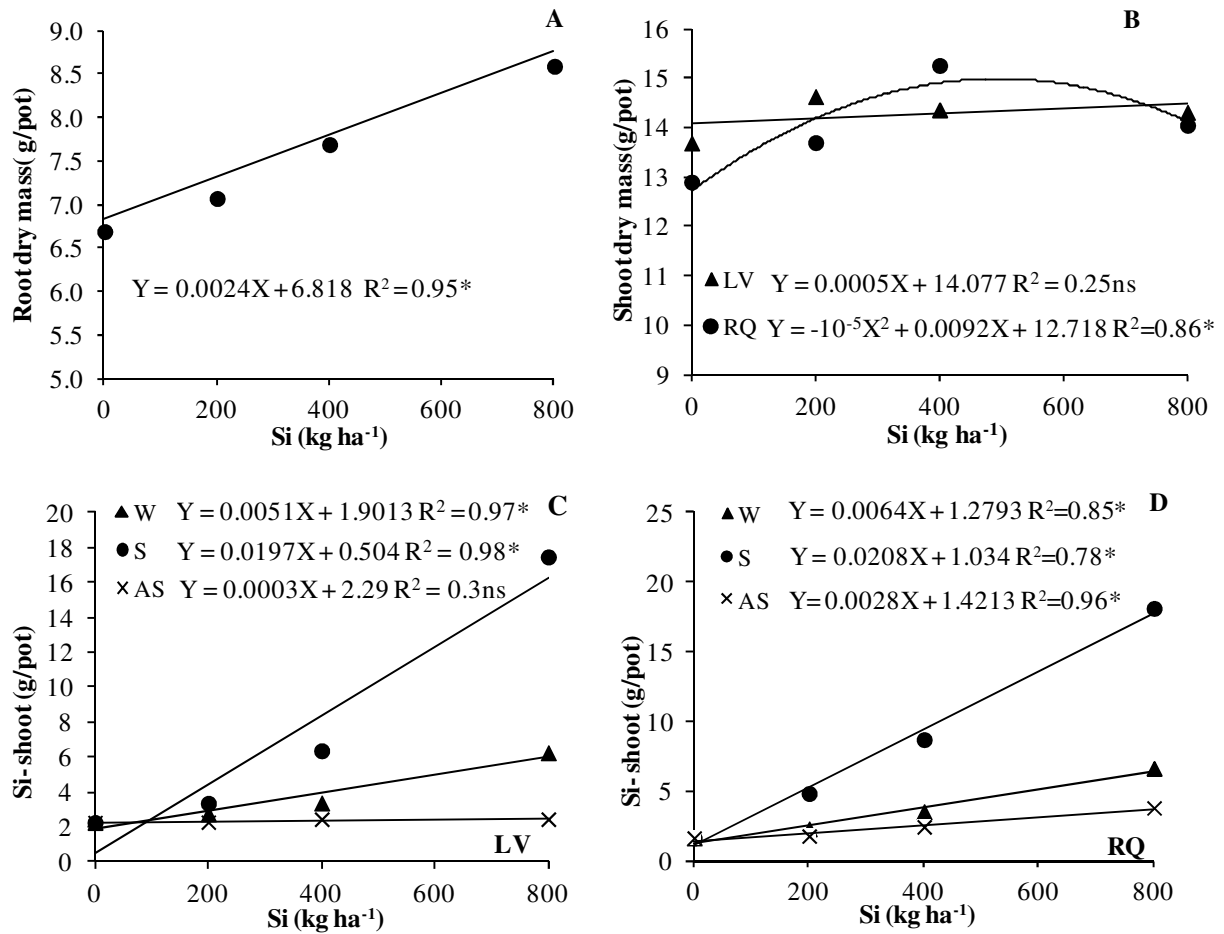 A
9.0
8.5
8.0
7.5
7.0
6.5
6.0
5.5
5.0
Root dry mass( g/pot)
Y = 0.0024X + 6.818 R² = 0.95*
0 200 400 600 800
Si (kg ha⁻¹)
B
16
15
14
13
12
11
10
9
Shoot dry mass (g/pot)
LV Y = 0.0005X + 14.077 R² = 0.25ns
RQ Y = -10⁻⁵X² + 0.0092X + 12.718 R²=0.86*
0 200 400 600 800
Si (kg ha⁻¹)
C
W Y = 0.0051X + 1.9013 R² = 0.97*
S Y = 0.0197X + 0.504 R² = 0.98*
AS Y = 0.0003X + 2.29 R² = 0.3ns
20
18
16
14
12
10
8
6
4
2
0
Si- shoot (g/pot)
LV
0 200 400 600 800
Si (kg ha⁻¹)
D
W Y = 0.0064X + 1.2793 R²=0.85*
S Y = 0.0208X + 1.034 R²=0.78*
AS Y= 0.0028X + 1.4213 R²=0.96*
25
20
15
10
5
0
Si- shoot (g/pot)
RQ
0 200 400 600 800
Si (kg ha⁻¹)